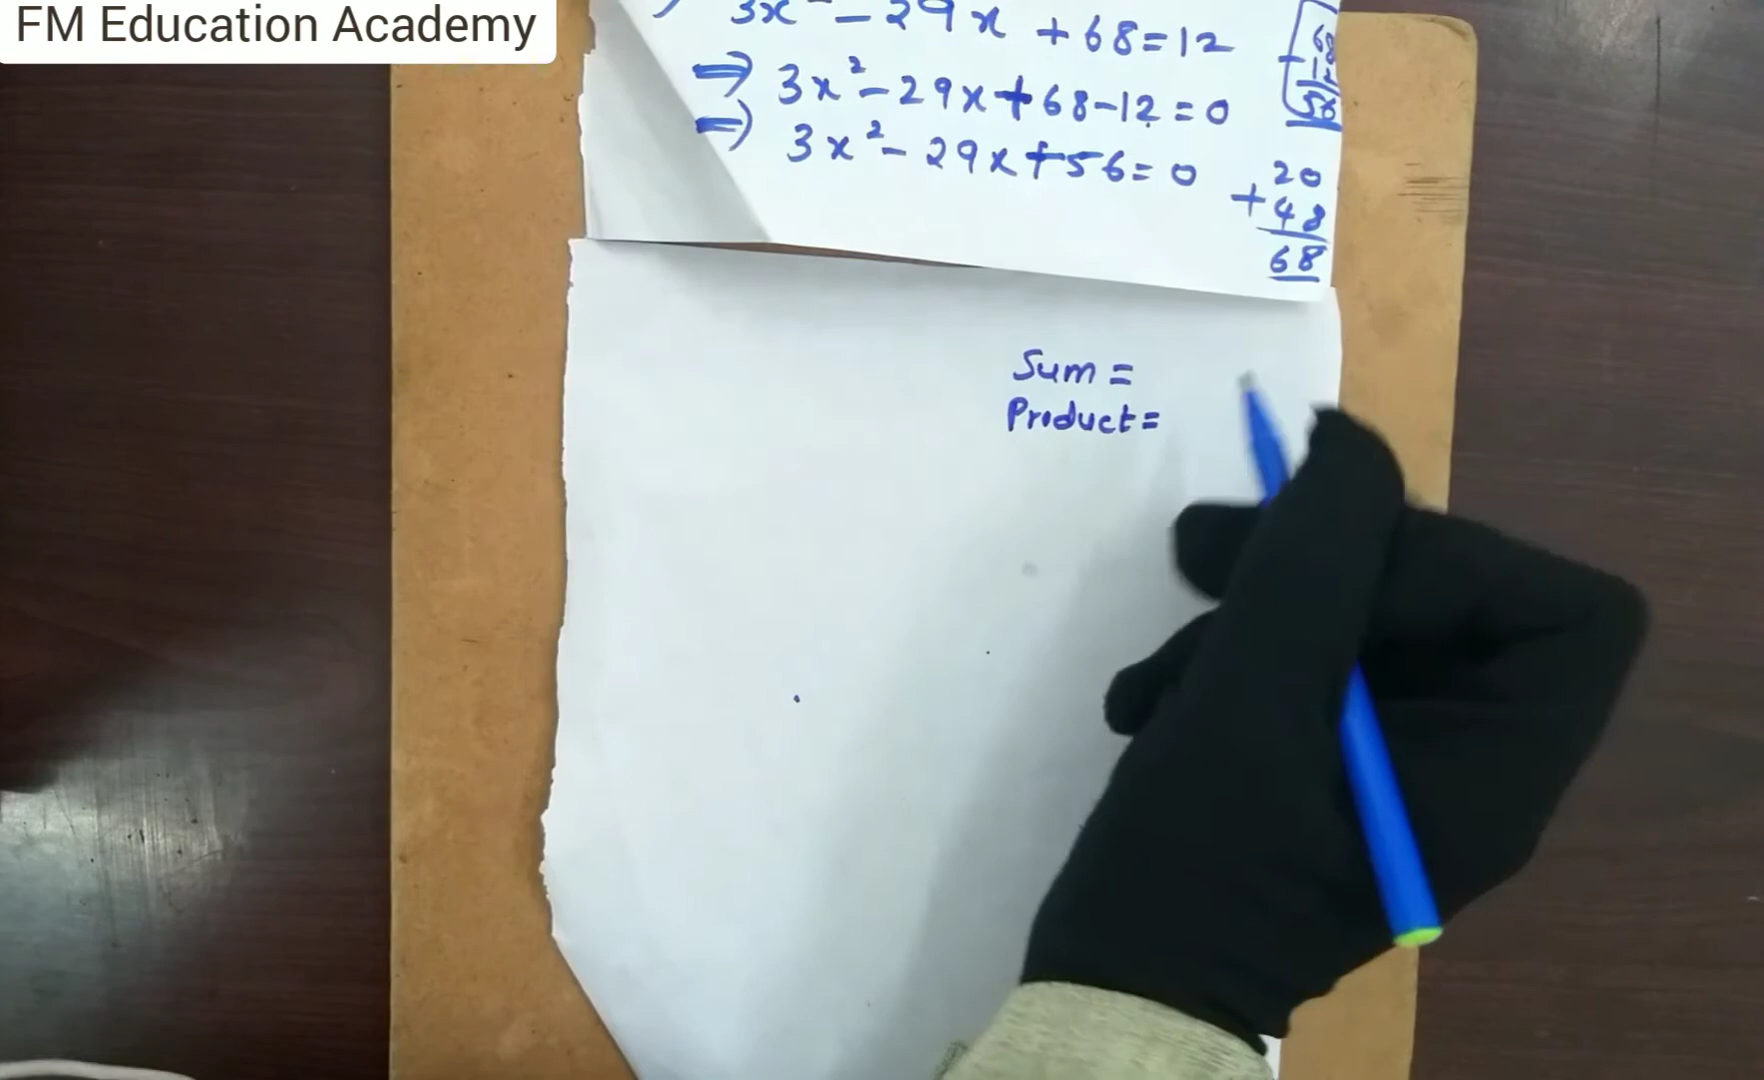 FM Education Academy
3x² - 29x + 68 = 12
⇒ 3x² - 29x + 68 - 12 = 0
⇒ 3x² - 29x + 56 = 0
20
+ 48
68
Sum =
Product =